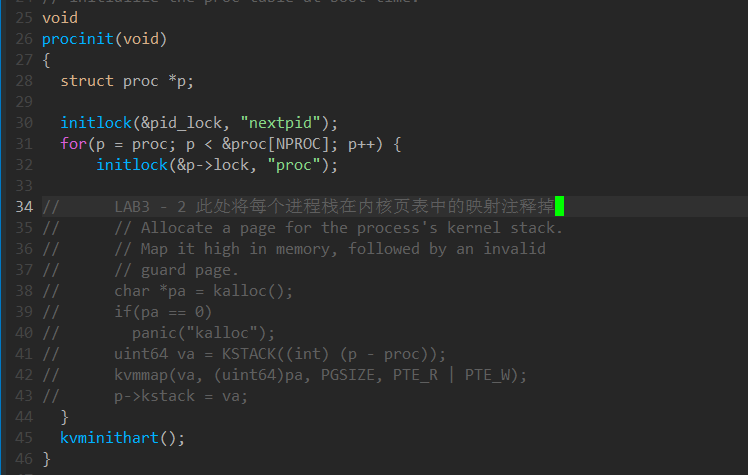 24 // initialize the proc table at boot time.
25 void
26 procinit(void)
27 {
28   struct proc *p;
29
30   initlock(&pid_lock, "nextpid");
31   for(p = proc; p < &proc[NPROC]; p++) {
32       initlock(&p->lock, "proc");
33
34 //      LAB3 - 2 此处将每个进程栈在内核页表中的映射注释掉
35 //      // Allocate a page for the process's kernel stack.
36 //      // Map it high in memory, followed by an invalid
37 //      // guard page.
38 //      char *pa = kalloc();
39 //      if(pa == 0)
40 //        panic("kalloc");
41 //      uint64 va = KSTACK((int) (p - proc));
42 //      kvmmap(va, (uint64)pa, PGSIZE, PTE_R | PTE_W);
43 //      p->kstack = va;
44   }
45   kvminithart();
46 }